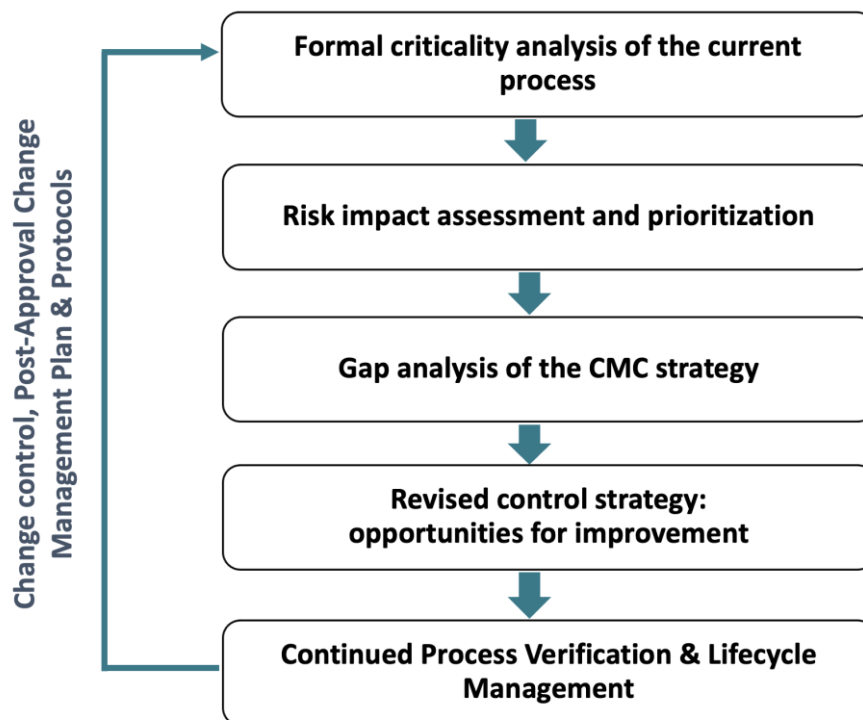 Change control, Post-Approval Change
Management Plan & Protocols
Formal criticality analysis of the current
process
Risk impact assessment and prioritization
Gap analysis of the CMC strategy
Revised control strategy:
opportunities for improvement
Continued Process Verification & Lifecycle
Management